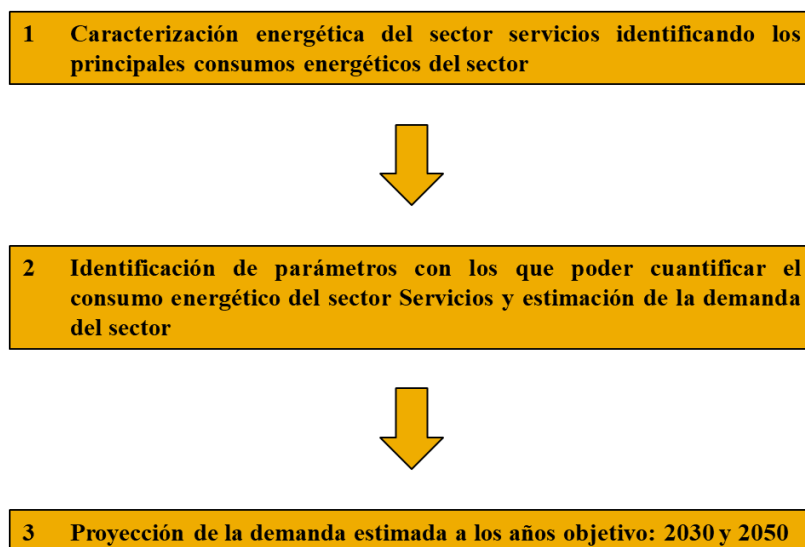 1 Caracterización energética del sector servicios identificando los
principales consumos energéticos del sector
2 Identificación de parámetros con los que poder cuantificar el
consumo energético del sector Servicios y estimación de la demanda
del sector
3 Proyección de la demanda estimada a los años objetivo: 2030 y 2050